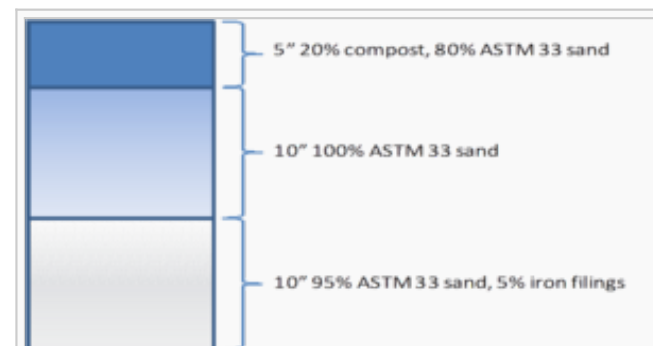 5” 20% compost, 80% ASTM 33 sand
10” 100% ASTM 33 sand
10” 95% ASTM 33 sand, 5% iron filings